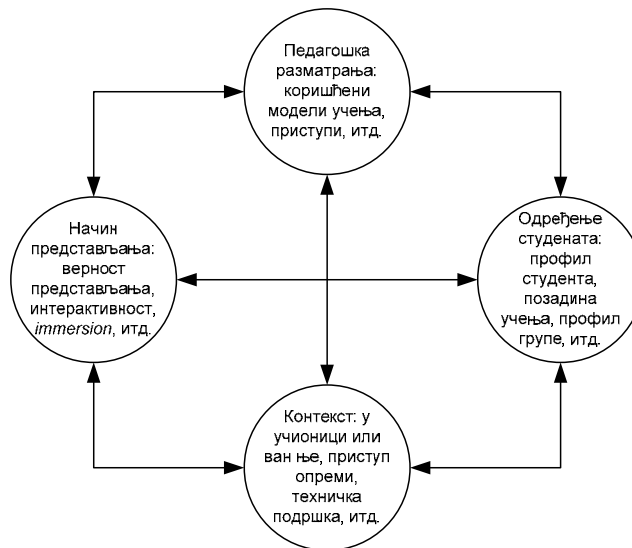 Педагошка
разматрања:
коришћени
модели учења,
приступи, итд.
Начин
представљања:
верност
представљања,
интерактивност,
immersion, итд.
Одређење
студената:
профил
студента,
позадина
учења, профил
групе, итд.
Контекст: у
учионици или
ван ње, приступ
опреми,
техничка
подршка, итд.